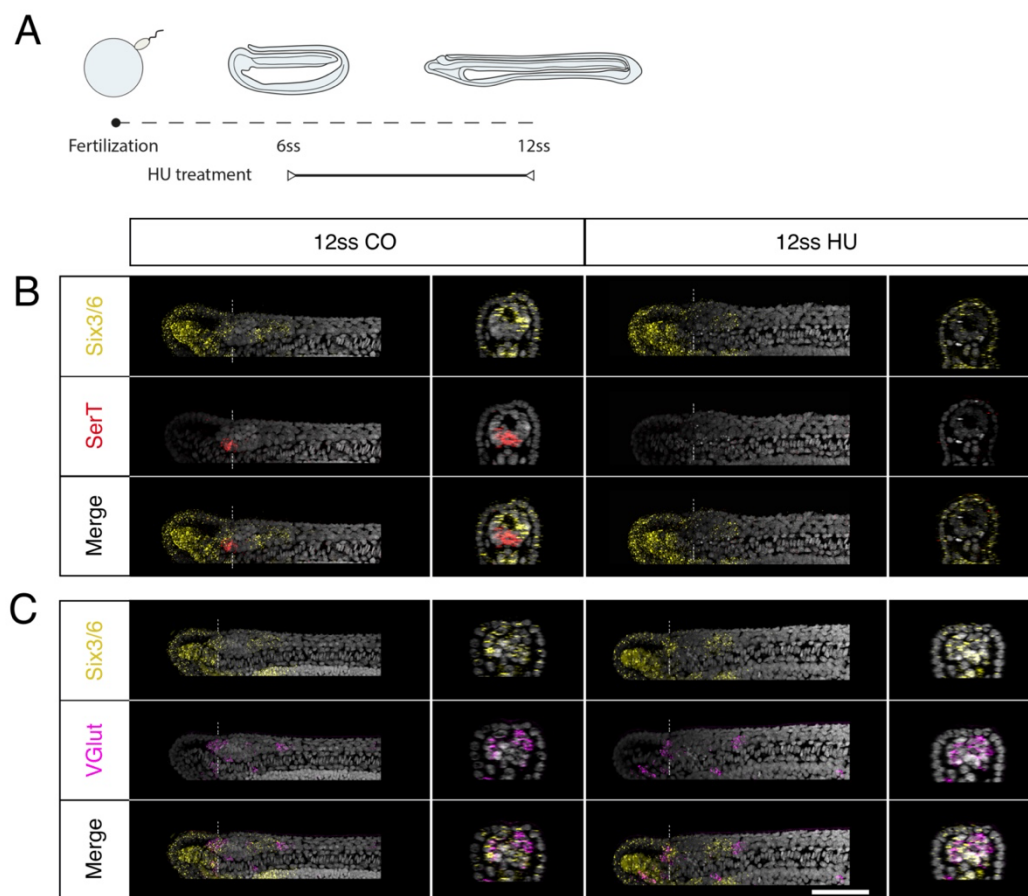 A
Fertilization 6ss 12ss
HU treatment
12ss CO 12ss HU
B
Six3/6
SerT
Merge
C
Six3/6
VGlut
Merge